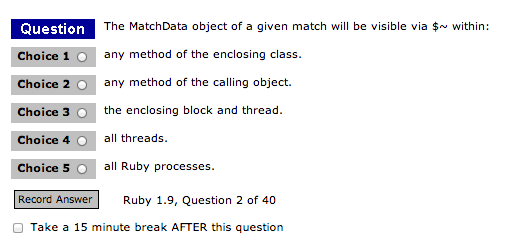 Question The MatchData object of a given match will be visible via $~ within:
Choice 1 any method of the enclosing class.
Choice 2 any method of the calling object.
Choice 3 the enclosing block and thread.
Choice 4 all threads.
Choice 5 all Ruby processes.
Record Answer Ruby 1.9, Question 2 of 40
Take a 15 minute break AFTER this question